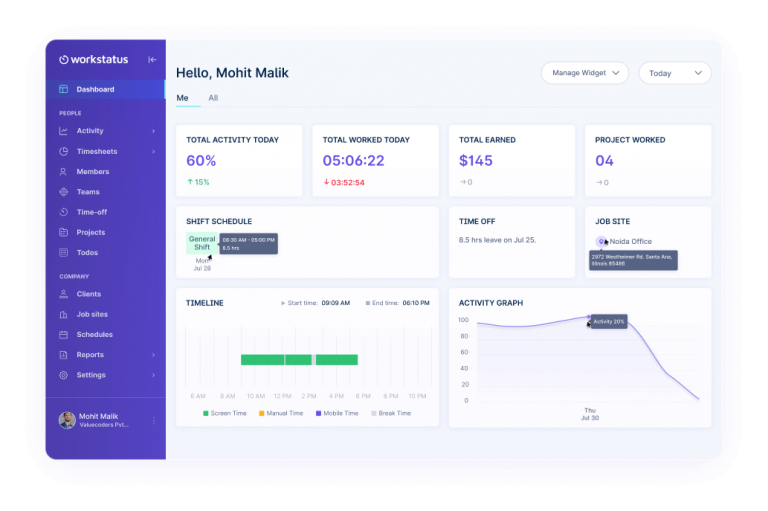 workstatus
Dashboard
PEOPLE
Activity
Timesheets
Members
Teams
Time-off
Projects
Todos
COMPANY
Clients
Job sites
Schedules
Reports
Settings
Mohit Malik
Valuecoders Pvt...
Hello, Mohit Malik
Manage Widget
Today
Me All
TOTAL ACTIVITY TODAY
60%
15%
TOTAL WORKED TODAY
05:06:22
03:52:54
TOTAL EARNED
$145
0
PROJECT WORKED
04
0
SHIFT SCHEDULE
General
Shift
08:30 AM - 05:00 PM
8.5 hrs
Mon
Jul 28
TIME OFF
8.5 hrs leave on Jul 25.
JOB SITE
Noida Office
2972 Westheimer Rd. Santa Ana,
Illinois 85486
TIMELINE
Start time: 09:09 AM
End time: 06:10 PM
6 AM 8 AM 10 AM 12 PM 2 PM 4 PM 6 PM 8 PM 10 PM
Screen Time Manual Time Mobile Time Break Time
ACTIVITY GRAPH
100
80
60
40
20
0
Activity 20%
Thu
Jul 30